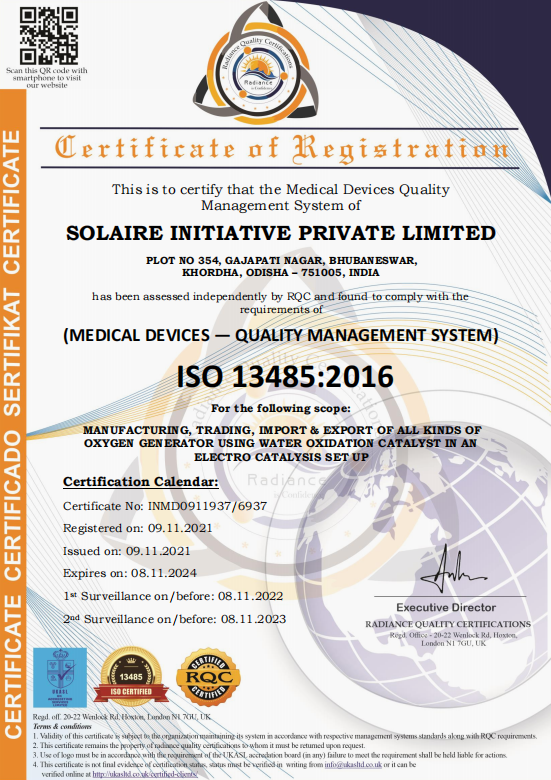 Scan this QR code with
smartphone to visit
our website
Radiance Quality Certifications
Radiance
in Confidence
Certificate of Registration
This is to certify that the Medical Devices Quality
Management System of
SOLAIRE INITIATIVE PRIVATE LIMITED
PLOT NO 354, GAJAPATI NAGAR, BHUBANESWAR,
KHORDHA, ODISHA – 751005, INDIA
has been assessed independently by RQC and found to comply with the
requirements of
(MEDICAL DEVICES — QUALITY MANAGEMENT SYSTEM)
ISO 13485:2016
For the following scope:
MANUFACTURING, TRADING, IMPORT & EXPORT OF ALL KINDS OF
OXYGEN GENERATOR USING WATER OXIDATION CATALYST IN AN
ELECTRO CATALYSIS SET UP
Radiance
in Confidence
Certification Calendar:
Certificate No: INMD0911937/6937
Registered on: 09.11.2021
Issued on: 09.11.2021
Expires on: 08.11.2024
1st Surveillance on/before: 08.11.2022
2nd Surveillance on/before: 08.11.2023
Executive Director
RADIANCE QUALITY CERTIFICATIONS
Regd. Office - 20-22 Wenlock Rd, Hoxton,
London N1 7GU, UK.
CERTIFICATE CERTIFICADO SERTIFIKAT CERTIFICATE
UKASL
13485
ISO CERTIFIED
CERTIFIED
RQC
CERTIFIED
Regd. off. 20-22 Wenlock Rd, Hoxton, London N1 7GU, UK
Terms & conditions
1. Validity of this certificate is subject to the organization maintaining its system in accordance with respective management systems standards along with RQC requirements.
2. This certificate remains the property of radiance quality certifications to whom it must be returned upon request.
3. Use of logo must be in accordance with the requirement of the UKASL accreditation board (in any) failure to meet the requirement shall be held liable for actions.
4. This certificate is not final evidence of certification status, status must be verified in writing from info@ukasltd.co.uk or it can be
verified online at http://ukasltd.co.uk/certified-clients/